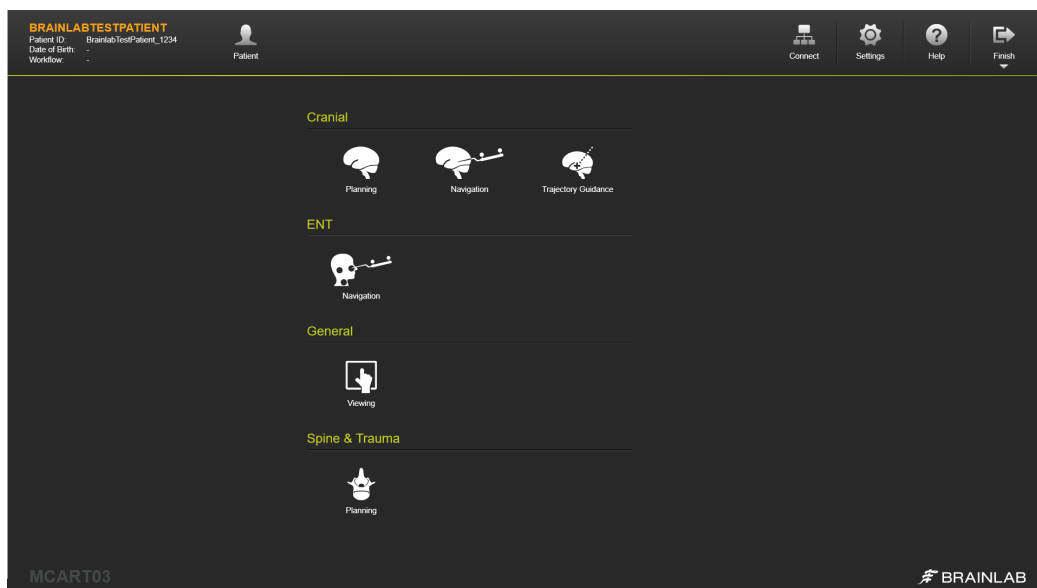 BRAINLABTESTPATIENT
Patient ID: BrainlabTestPatient_1234
Date of Birth: -
Workflow: -
Patient
Connect
Settings
Help
Finish
Cranial
Planning
Navigation
Trajectory Guidance
ENT
Navigation
General
Viewing
Spine & Trauma
Planning
MCART03
BRAINLAB